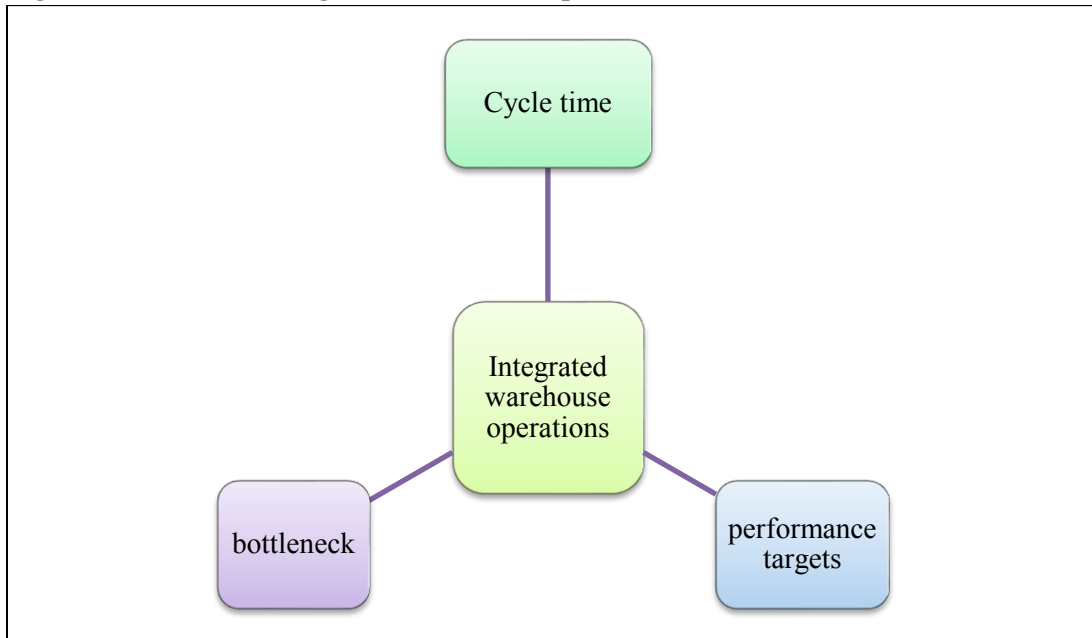 Cycle time
Integrated
warehouse
operations
bottleneck
performance
targets